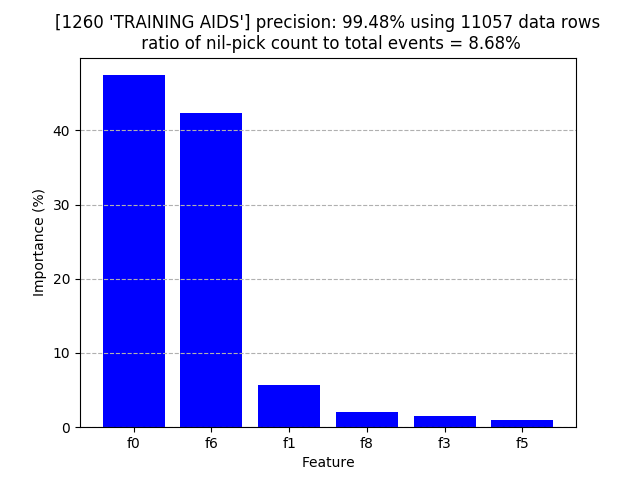 [1260 'TRAINING AIDS'] precision: 99.48% using 11057 data rows
ratio of nil-pick count to total events = 8.68%
Importance (%)
40
30
20
10
0
f0 f6 f1 f8 f3 f5
Feature